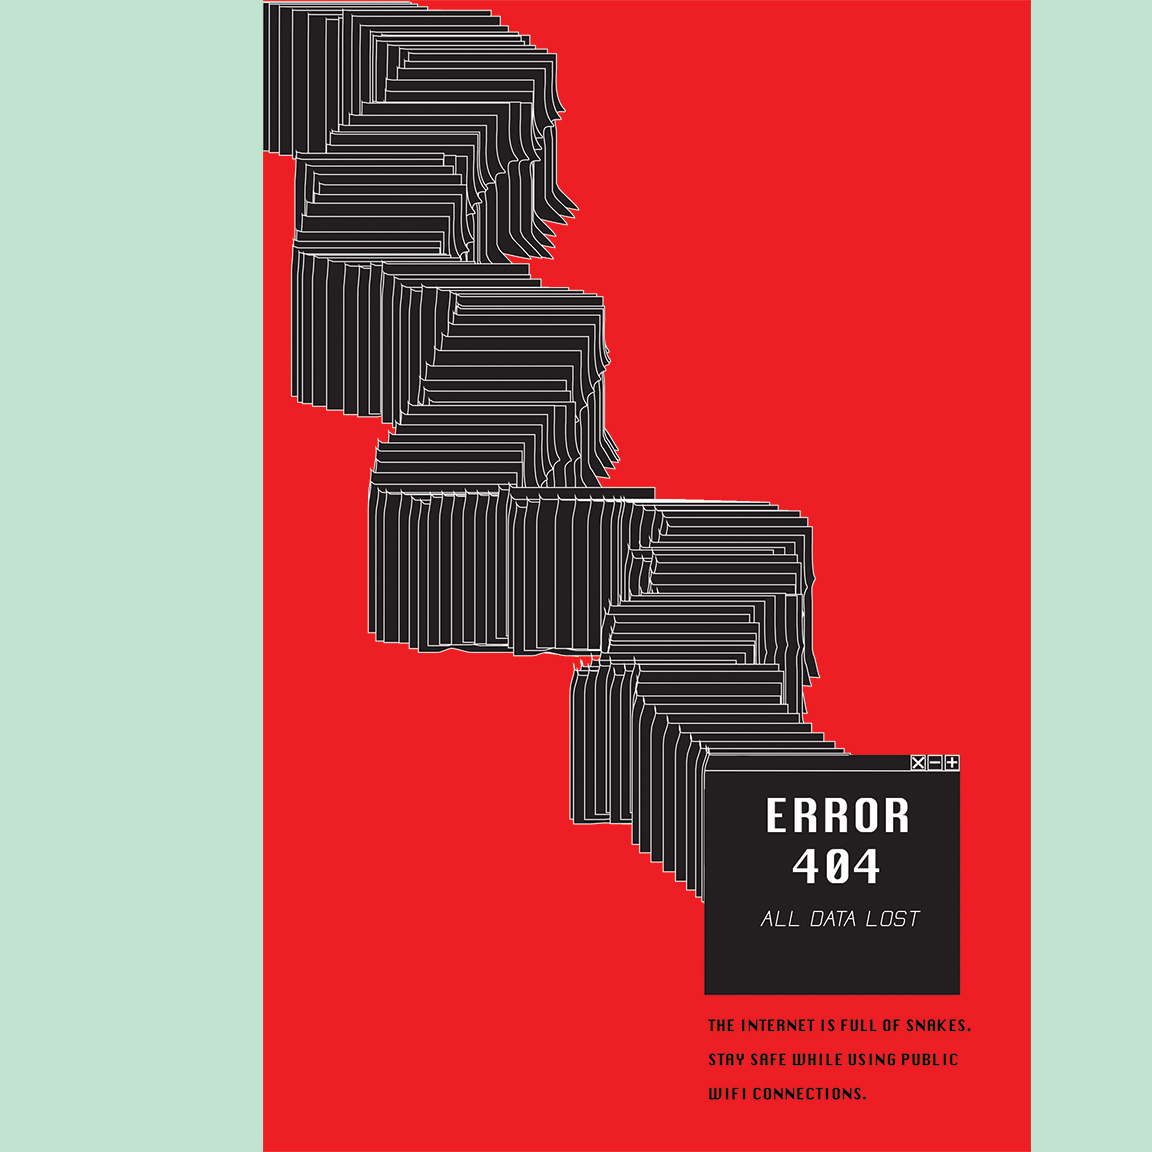 ERROR
404
ALL DATA LOST
THE INTERNET IS FULL OF SNAKES.
STAY SAFE WHILE USING PUBLIC
WIFI CONNECTIONS.